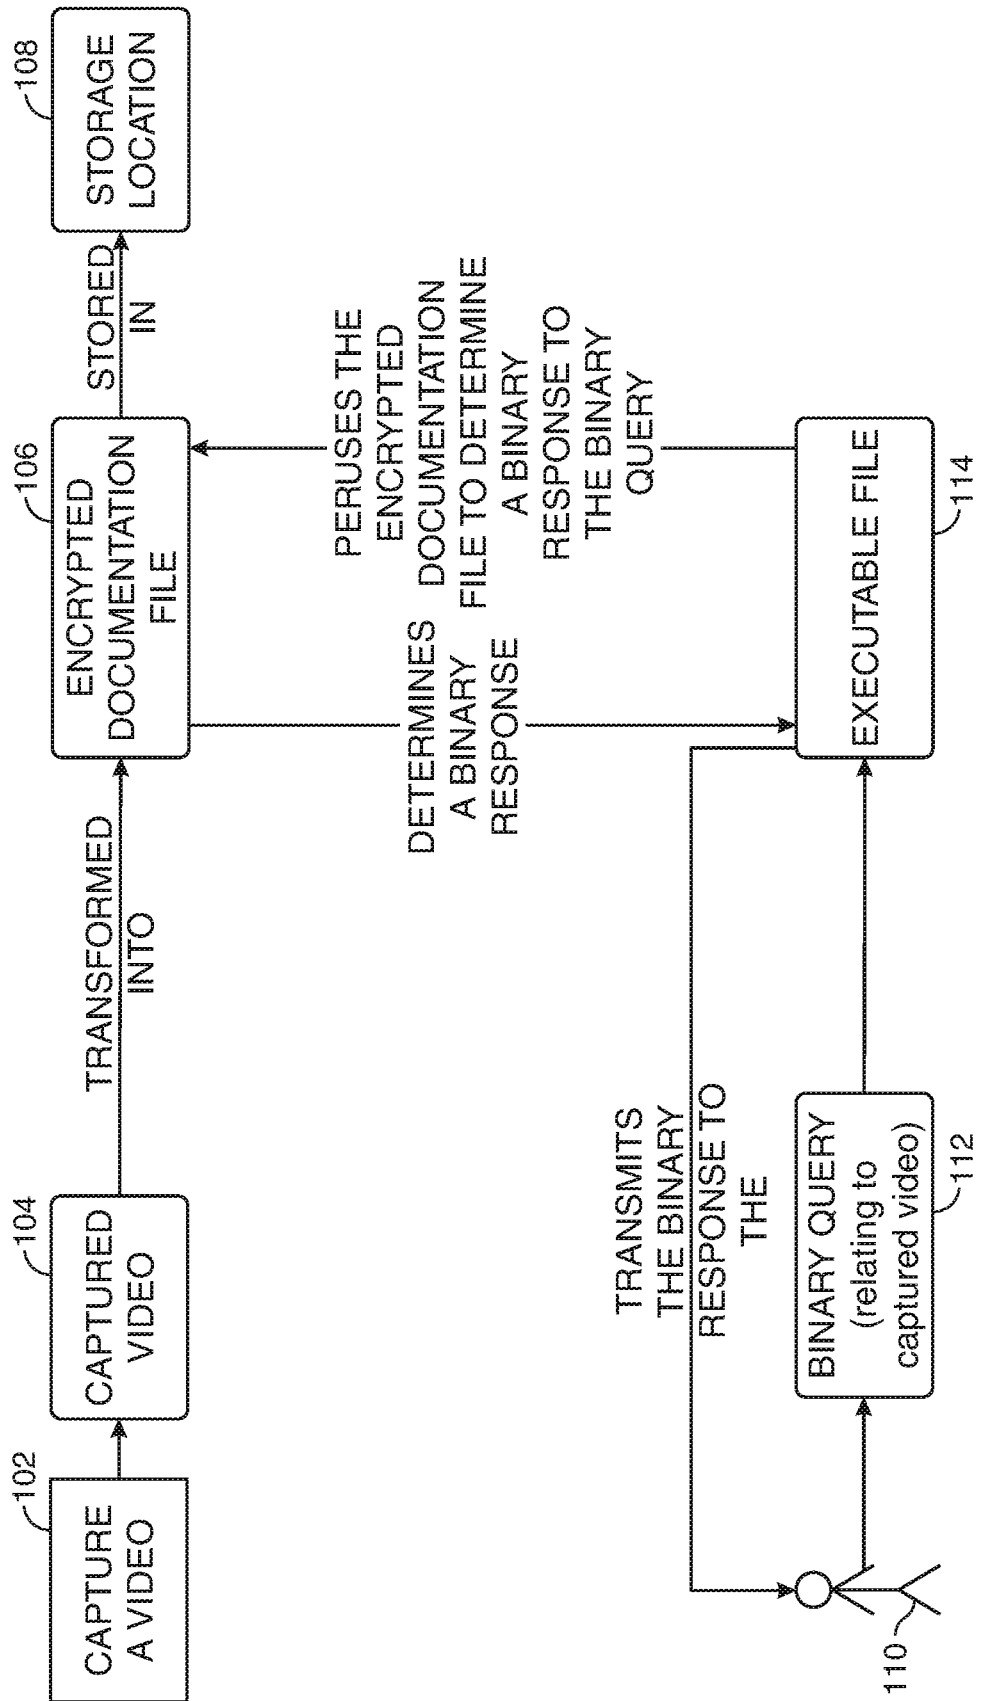 102
CAPTURE
A VIDEO
104
CAPTURED
VIDEO
TRANSFORMED
INTO
106
ENCRYPTED
DOCUMENTATION
FILE
STORED
IN
108
STORAGE
LOCATION
DETERMINES
A BINARY
RESPONSE
PERUSES THE
ENCRYPTED
DOCUMENTATION
FILE TO DETERMINE
A BINARY
RESPONSE TO
THE BINARY
QUERY
TRANSMITS
THE BINARY
RESPONSE TO
THE
110
BINARY QUERY
(relating to
captured video)
112
EXECUTABLE FILE
114